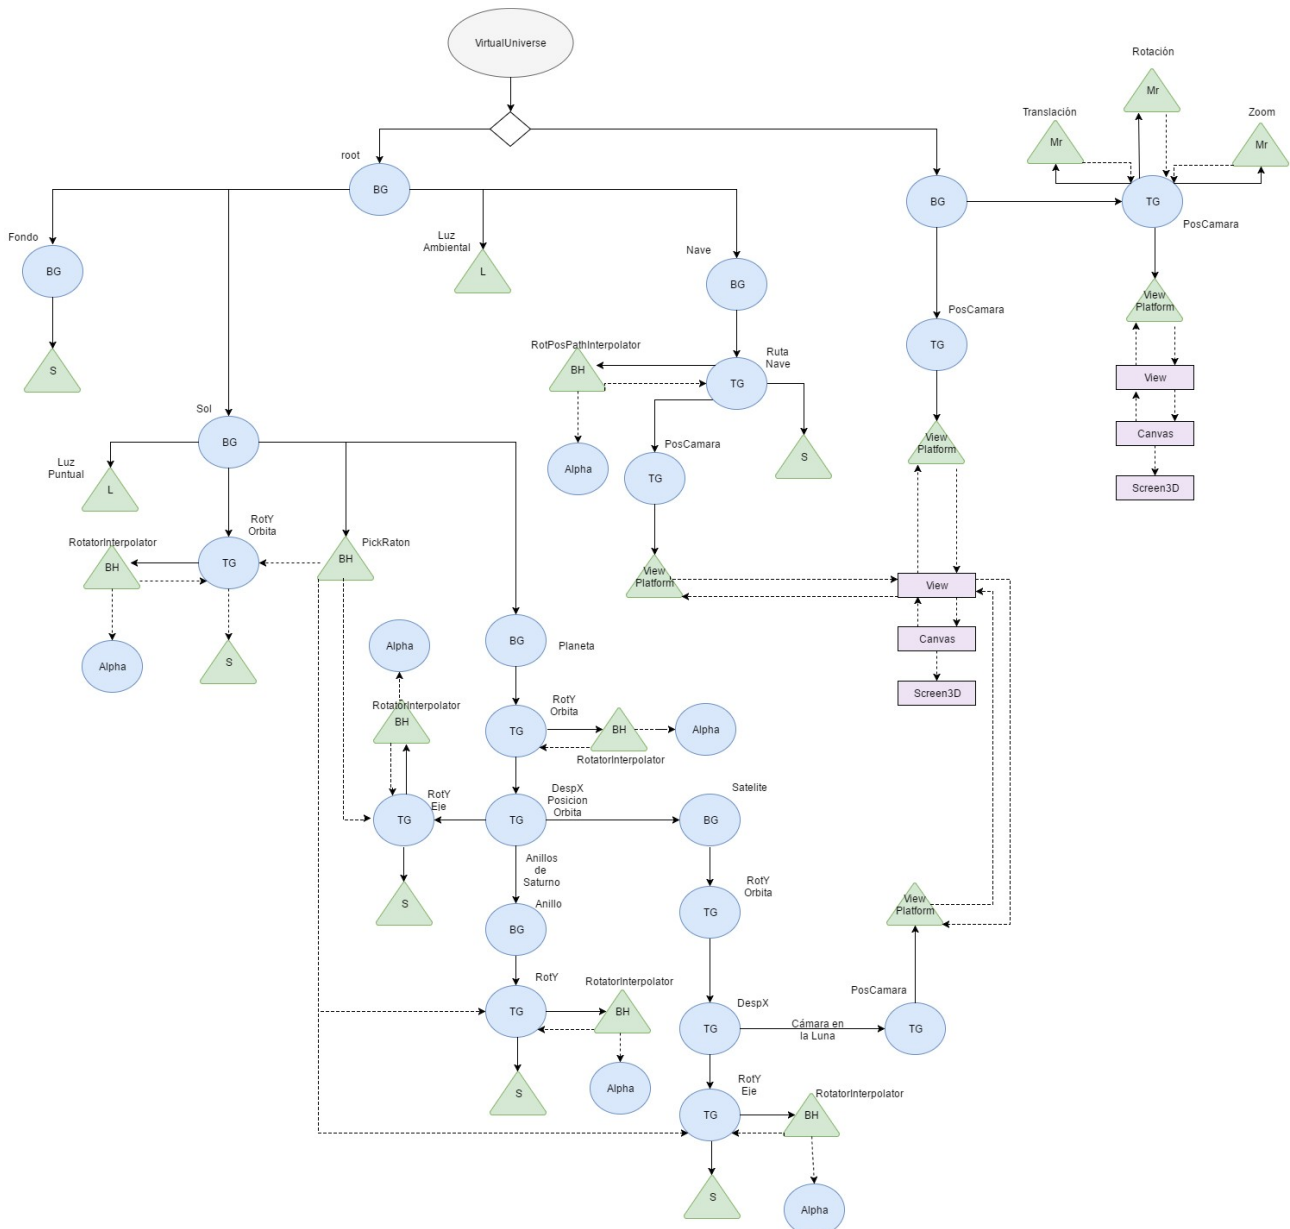 VirtualUniverse
Rotación
Mr
Translación
Mr
Zoom
Mr
root
BG
BG
TG
PosCamara
Fondo
BG
Luz
Ambiental
L
Nave
BG
View
Platform
PosCamara
TG
RotPosPathInterpolator
BH
Ruta
Nave
TG
S
View
Canvas
Screen3D
Sol
BG
Luz
Puntual
L
PosCamara
TG
Alpha
S
View
Platform
RotY
Orbita
RotatorInterpolator
BH
TG
PickRaton
BH
View
Platform
View
Canvas
Screen3D
Alpha
S
Alpha
BG
Planeta
RotatorInterpolator
BH
RotY
Orbita
TG
BH
Alpha
RotatorInterpolator
RotY
Eje
TG
DespX
Posicion
Orbita
TG
Satelite
BG
Anillos
de
Saturno
S
Anillo
BG
RotY
Orbita
TG
View
Platform
RotY
TG
RotatorInterpolator
BH
DespX
TG
Cámara en
la Luna
PosCamara
TG
S
Alpha
RotY
Eje
TG
RotatorInterpolator
BH
S
Alpha